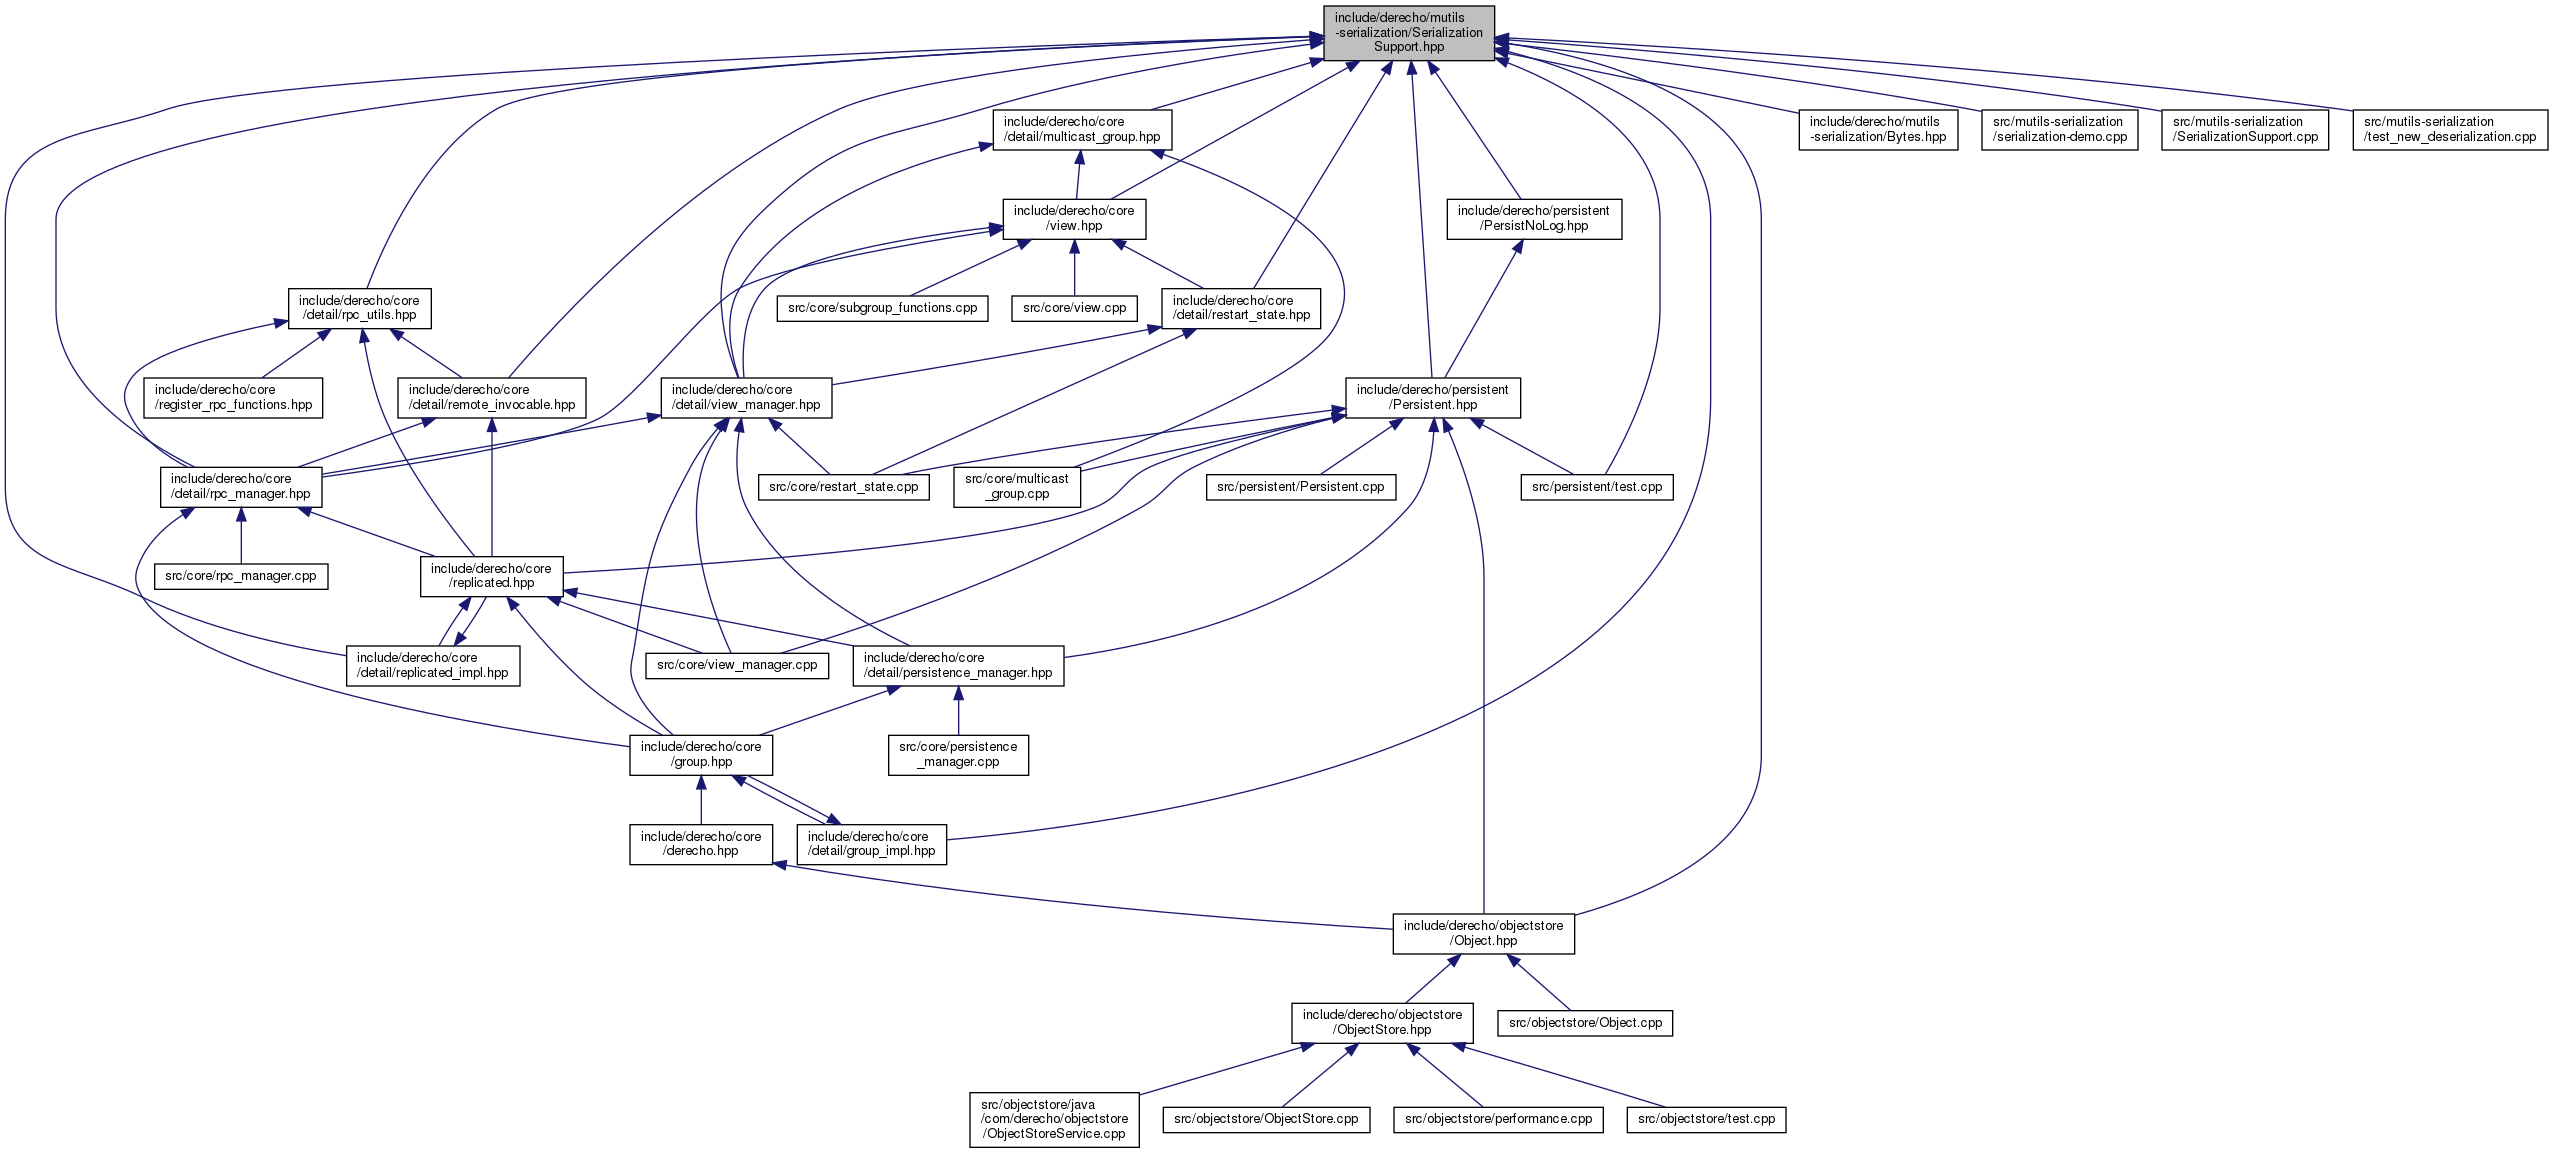 include/derecho/mutils
-serialization/Serialization
Support.hpp
include/derecho/core
/detail/multicast_group.hpp
include/derecho/mutils
-serialization/Bytes.hpp
src/mutils-serialization
/serialization-demo.cpp
src/mutils-serialization
/SerializationSupport.cpp
src/mutils-serialization
/test_new_deserialization.cpp
include/derecho/core
/view.hpp
include/derecho/persistent
/PersistNoLog.hpp
include/derecho/core
/detail/rpc_utils.hpp
src/core/subgroup_functions.cpp
src/core/view.cpp
include/derecho/core
/detail/restart_state.hpp
include/derecho/core
/register_rpc_functions.hpp
include/derecho/core
/detail/remote_invocable.hpp
include/derecho/core
/detail/view_manager.hpp
include/derecho/persistent
/Persistent.hpp
include/derecho/core
/detail/rpc_manager.hpp
src/core/restart_state.cpp
src/core/multicast
_group.cpp
src/persistent/Persistent.cpp
src/persistent/test.cpp
src/core/rpc_manager.cpp
include/derecho/core
/replicated.hpp
include/derecho/core
/detail/replicated_impl.hpp
src/core/view_manager.cpp
include/derecho/core
/detail/persistence_manager.hpp
include/derecho/core
/group.hpp
src/core/persistence
_manager.cpp
include/derecho/core
/derecho.hpp
include/derecho/core
/detail/group_impl.hpp
include/derecho/objectstore
/Object.hpp
include/derecho/objectstore
/ObjectStore.hpp
src/objectstore/Object.cpp
src/objectstore/java
/com/derecho/objectstore
/ObjectStoreService.cpp
src/objectstore/ObjectStore.cpp
src/objectstore/performance.cpp
src/objectstore/test.cpp